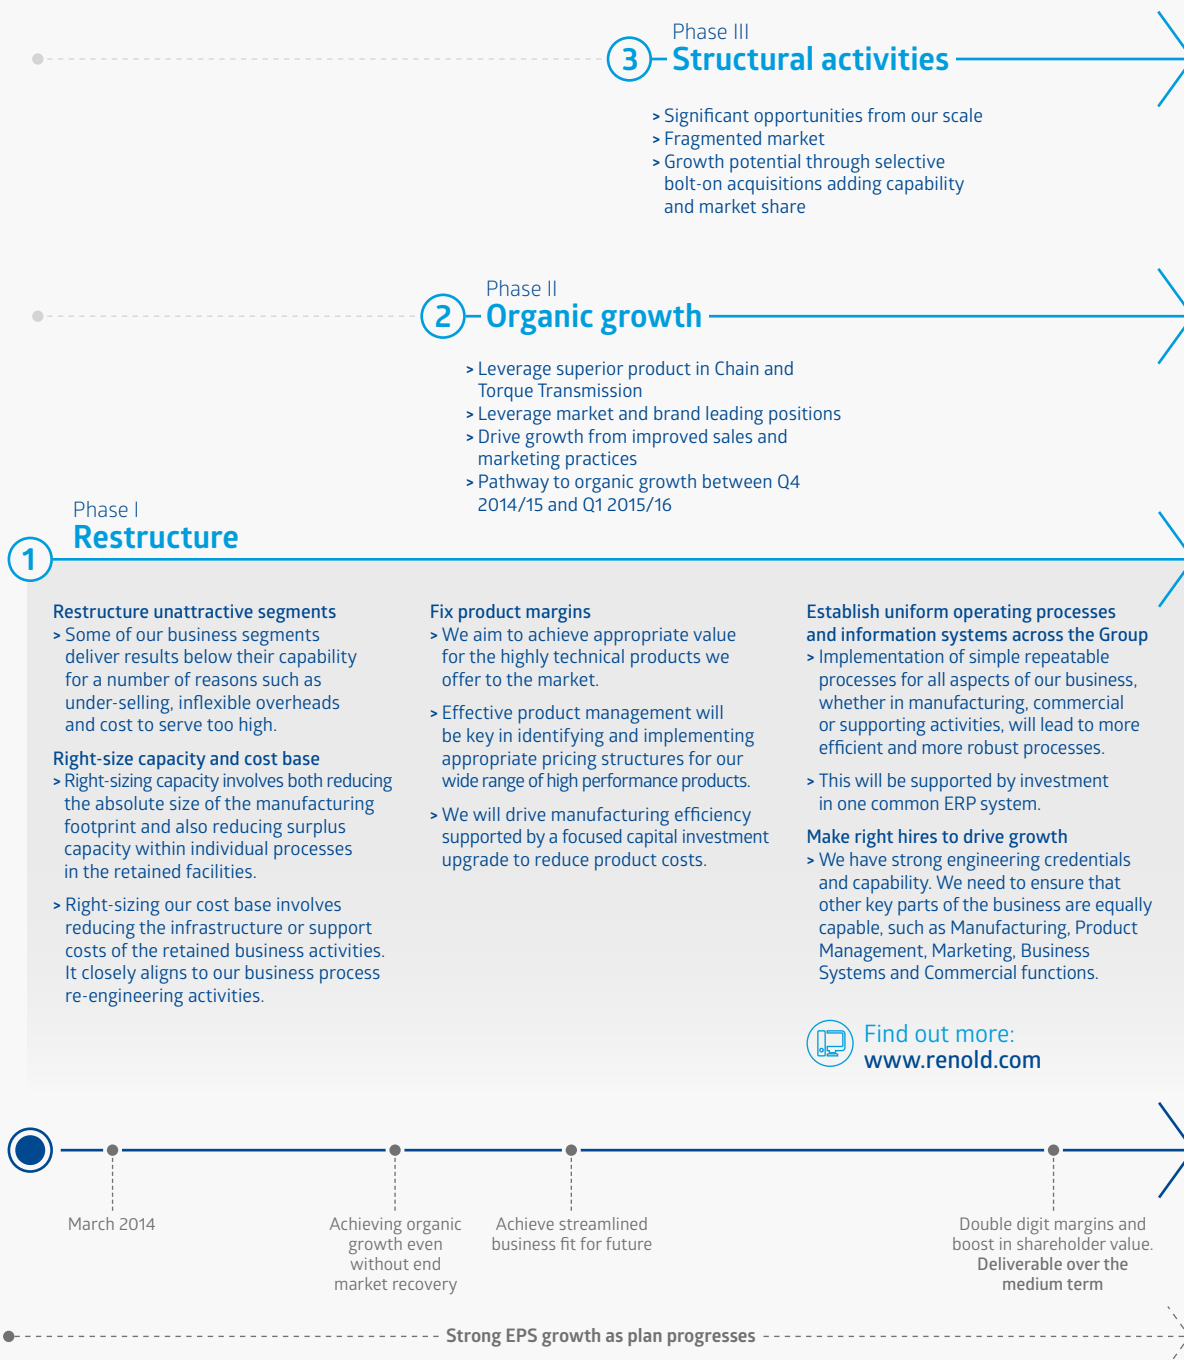 Phase III
3
Structural activities
> Significant opportunities from our scale
> Fragmented market
> Growth potential through selective
bolt-on acquisitions adding capability
and market share
Phase II
2
Organic growth
> Leverage superior product in Chain and
Torque Transmission
> Leverage market and brand leading positions
> Drive growth from improved sales and
marketing practices
> Pathway to organic growth between Q4
2014/15 and Q1 2015/16
Phase I
Restructure
1
Restructure unattractive segments
> Some of our business segments
deliver results below their capability
for a number of reasons such as
under-selling, inflexible overheads
and cost to serve too high.
Right-size capacity and cost base
> Right-sizing capacity involves both reducing
the absolute size of the manufacturing
footprint and also reducing surplus
capacity within individual processes
in the retained facilities.
> Right-sizing our cost base involves
reducing the infrastructure or support
costs of the retained business activities.
It closely aligns to our business process
re-engineering activities.
Fix product margins
> We aim to achieve appropriate value
for the highly technical products we
offer to the market.
> Effective product management will
be key in identifying and implementing
appropriate pricing structures for our
wide range of high performance products.
> We will drive manufacturing efficiency
supported by a focused capital investment
upgrade to reduce product costs.
Establish uniform operating processes
and information systems across the Group
> Implementation of simple repeatable
processes for all aspects of our business,
whether in manufacturing, commercial
or supporting activities, will lead to more
efficient and more robust processes.
> This will be supported by investment
in one common ERP system.
Make right hires to drive growth
> We have strong engineering credentials
and capability. We need to ensure that
other key parts of the business are equally
capable, such as Manufacturing, Product
Management, Marketing, Business
Systems and Commercial functions.
Find out more:
www.renold.com
March 2014
Achieving organic
growth even
without end
market recovery
Achieve streamlined
business fit for future
Double digit margins and
boost in shareholder value.
Deliverable over the
medium term
Strong EPS growth as plan progresses